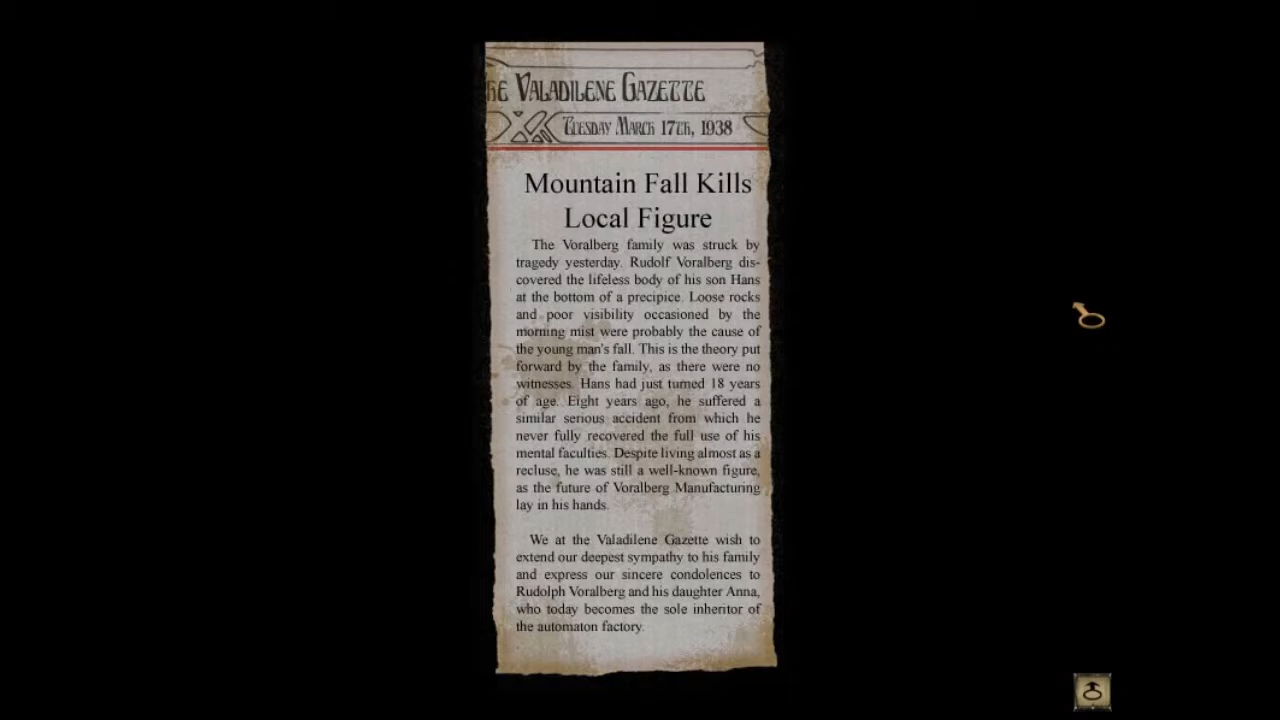 HE VALADILENE GAZETTE
TUESDAY MARCH 17TH, 1938
Mountain Fall Kills
Local Figure
The Voralberg family was struck by
tragedy yesterday. Rudolf Voralberg dis-
covered the lifeless body of his son Hans
at the bottom of a precipice. Loose rocks
and poor visibility occasioned by the
morning mist were probably the cause of
the young man's fall. This is the theory put
forward by the family, as there were no
witnesses. Hans had just turned 18 years
of age. Eight years ago, he suffered a
similar serious accident from which he
never fully recovered the full use of his
mental faculties. Despite living almost as a
recluse, he was still a well-known figure,
as the future of Voralberg Manufacturing
lay in his hands.
We at the Valadilene Gazette wish to
extend our deepest sympathy to his family
and express our sincere condolences to
Rudolph Voralberg and his daughter Anna,
who today becomes the sole inheritor of
the automaton factory.